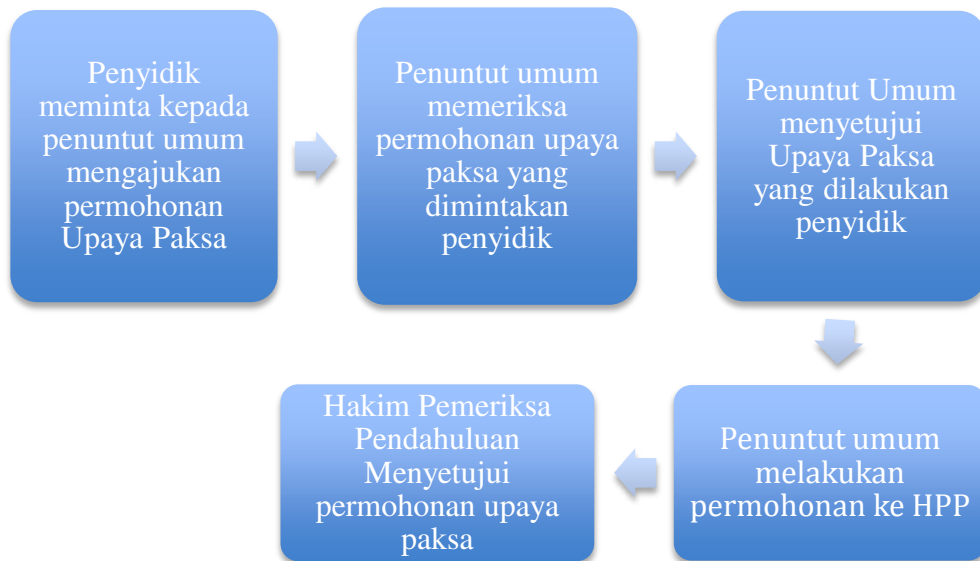 Penyidik
meminta kepada
penuntut umum
mengajukan
permohonan
Upaya Paksa
Penuntut umum
memeriksa
permohonan upaya
paksa yang
dimintakan
penyidik
Penuntut Umum
menyetujui
Upaya Paksa
yang dilakukan
penyidik
Penuntut umum
melakukan
permohonan ke HPP
Hakim Pemeriksa
Pendahuluan
Menyetujui
permohonan upaya
paksa